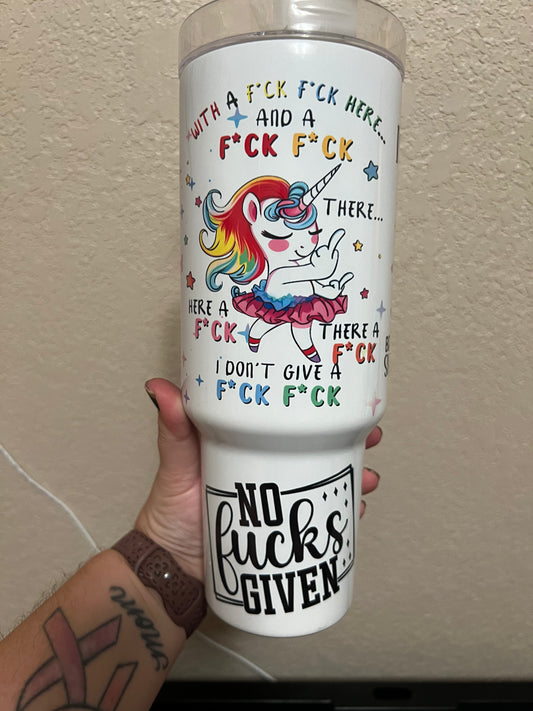 "WITH A F*CK F*CK HERE...
AND A
F*CK F*CK
THERE...
HERE A
F*CK
THERE A
F*CK
I DON'T GIVE A
F*CK F*CK
NO
fucks
GIVEN
mom